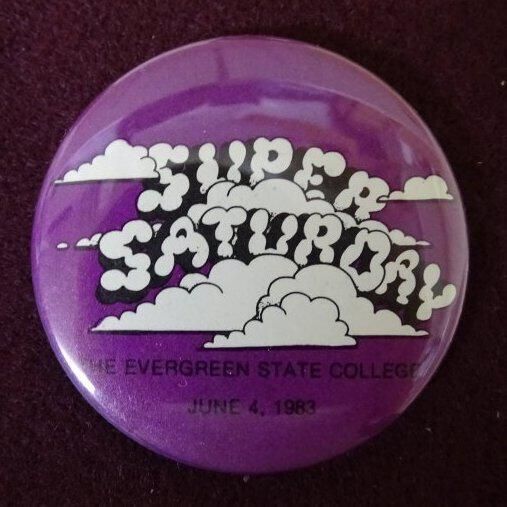 SUPER
SATURDAY
THE EVERGREEN STATE COLLEGE
JUNE 4, 1983